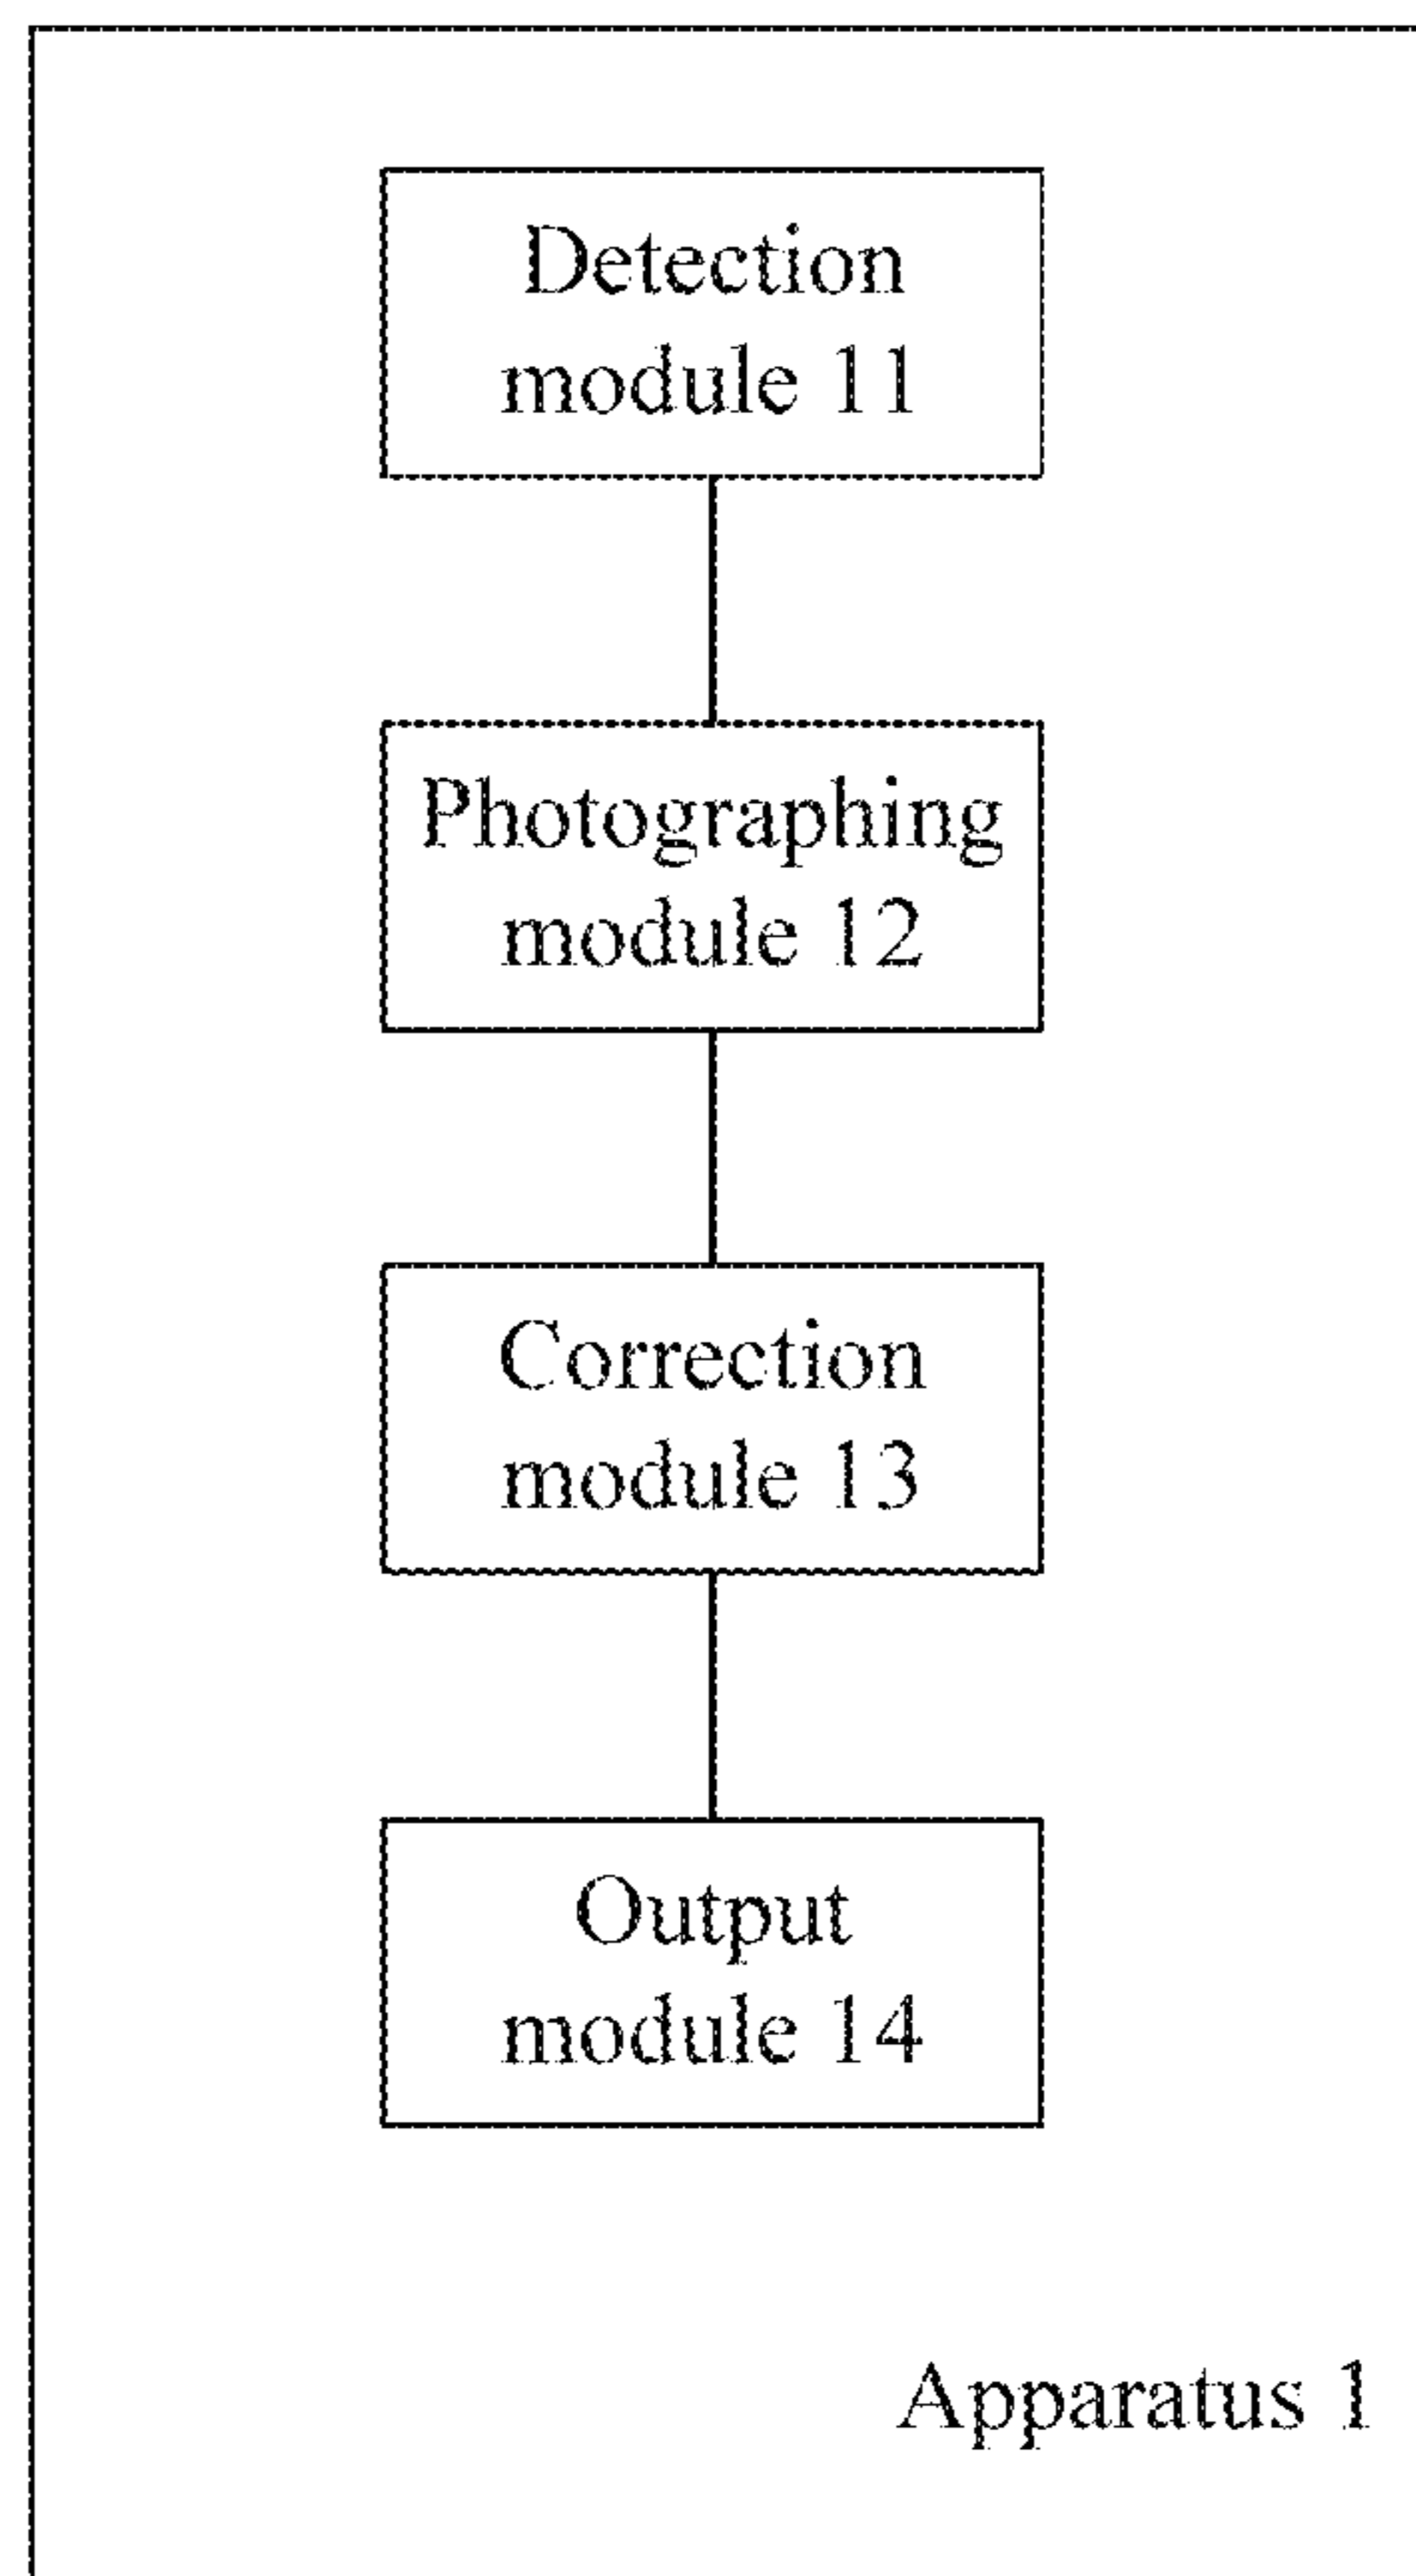 Detection
module 11
Photographing
module 12
Correction
module 13
Output
module 14
Apparatus 1